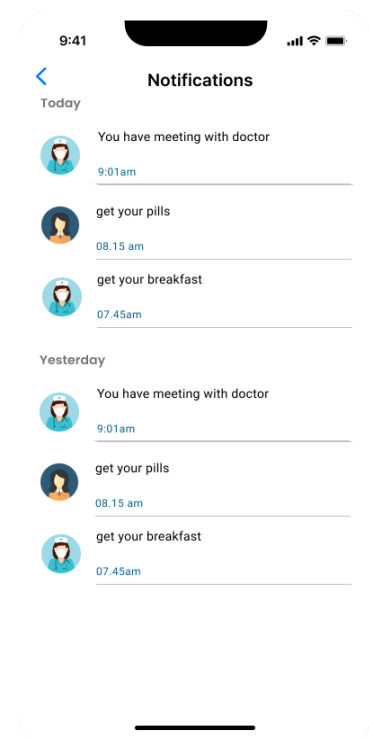 9:41
Notifications
Today
You have meeting with doctor
9:01am
get your pills
08.15 am
get your breakfast
07.45am
Yesterday
You have meeting with doctor
9:01am
get your pills
08.15 am
get your breakfast
07.45am